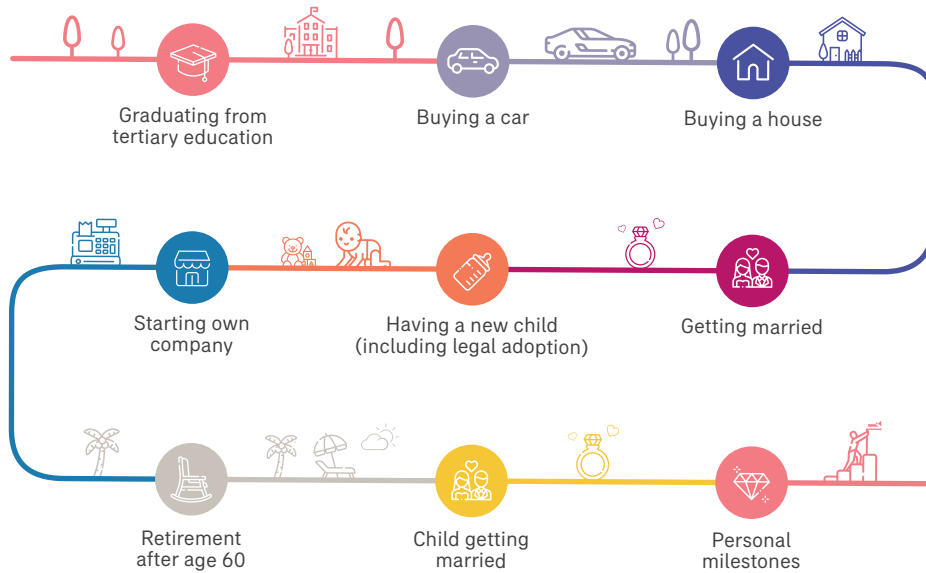 Graduating from
tertiary education
Buying a car
Buying a house
Starting own
company
Having a new child
(including legal adoption)
Getting married
Retirement
after age 60
Child getting
married
Personal
milestones